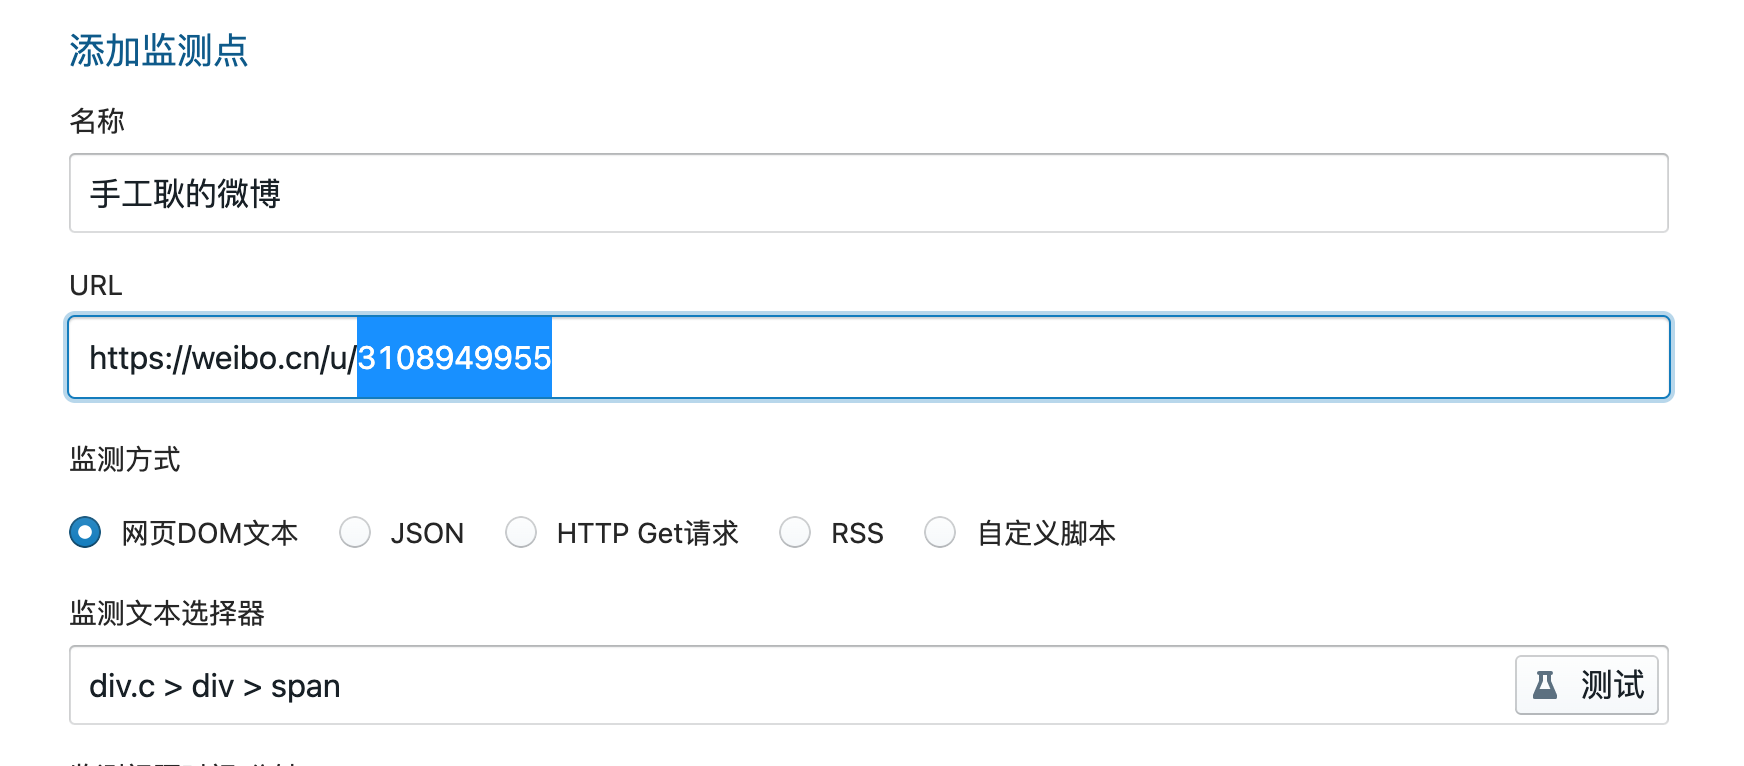 添加监测点
名称
手工耿的微博
URL
https://weibo.cn/u/3108949955
监测方式
网页DOM文本 JSON HTTP Get请求 RSS 自定义脚本
监测文本选择器
div.c > div > span 测试